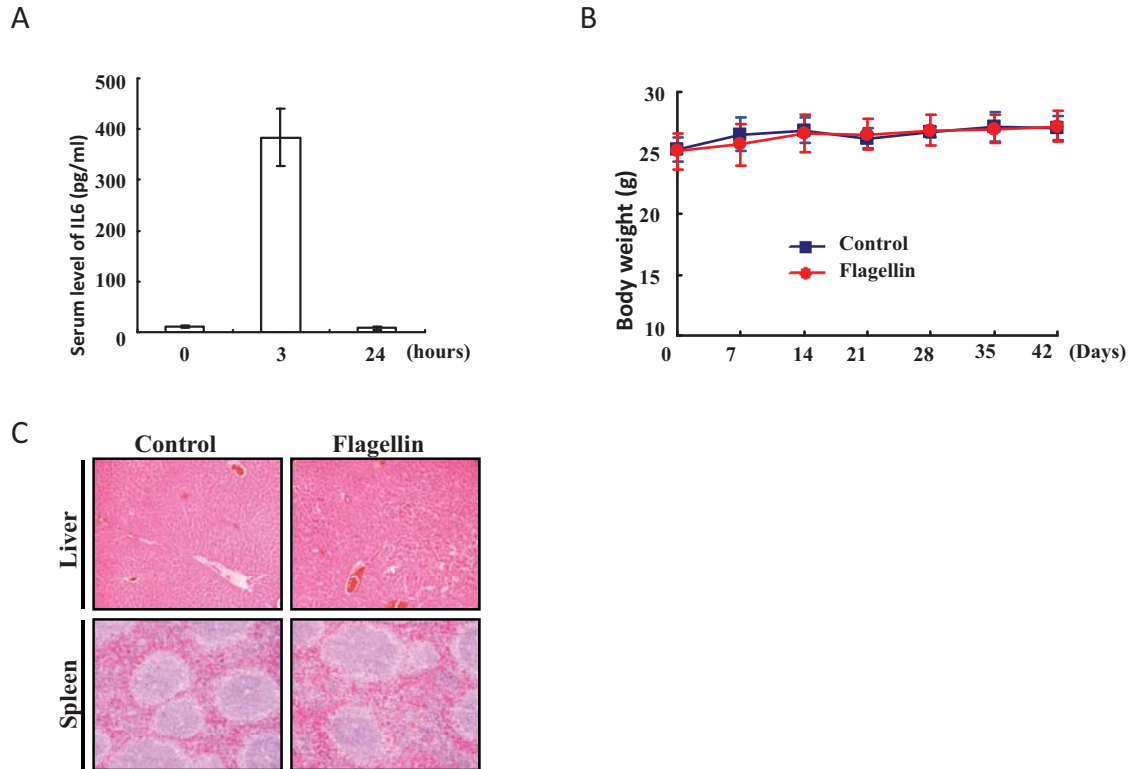 A
500
400
300
200
100
0
Serum level of IL6 (pg/ml)
0 3 24 (hours)
B
30
25
20
15
10
Body weight (g)
Control
Flagellin
0 7 14 21 28 35 42 (Days)
C
Control Flagellin
Liver
Spleen